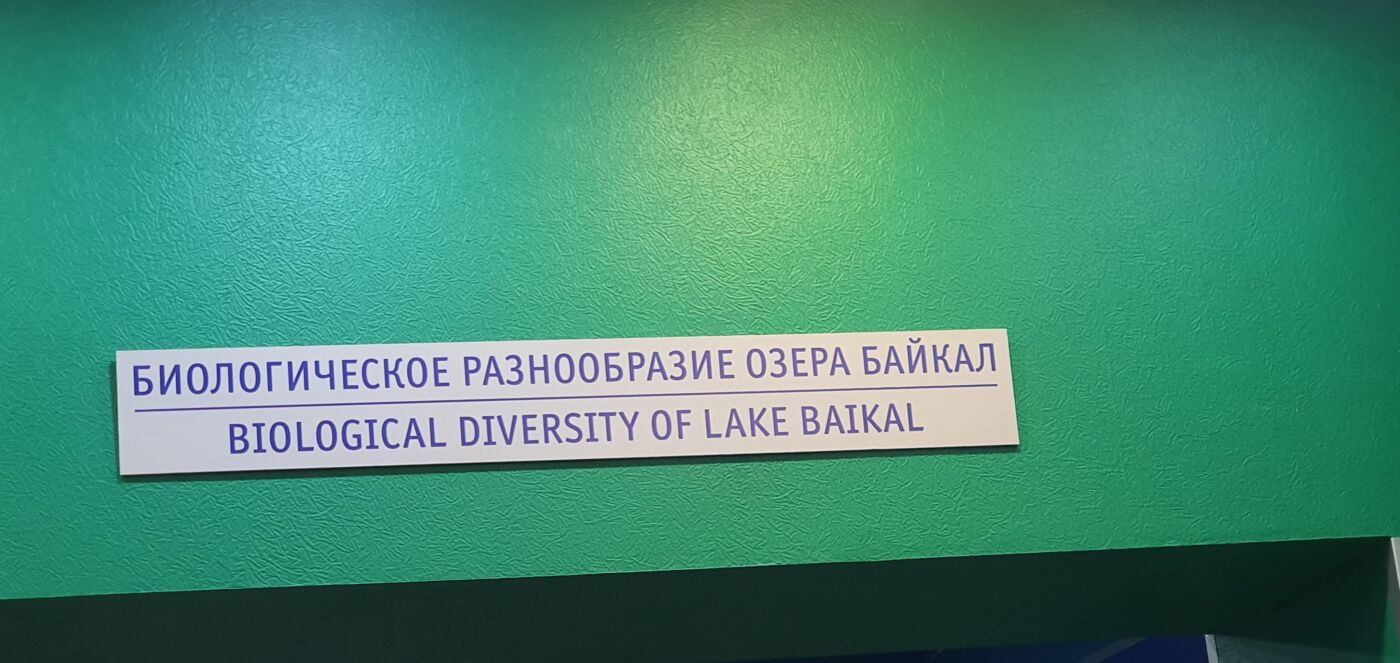 БИОЛОГИЧЕСКОЕ РАЗНООБРАЗИЕ ОЗЕРА БАЙКАЛ
BIOLOGICAL DIVERSITY OF LAKE BAIKAL